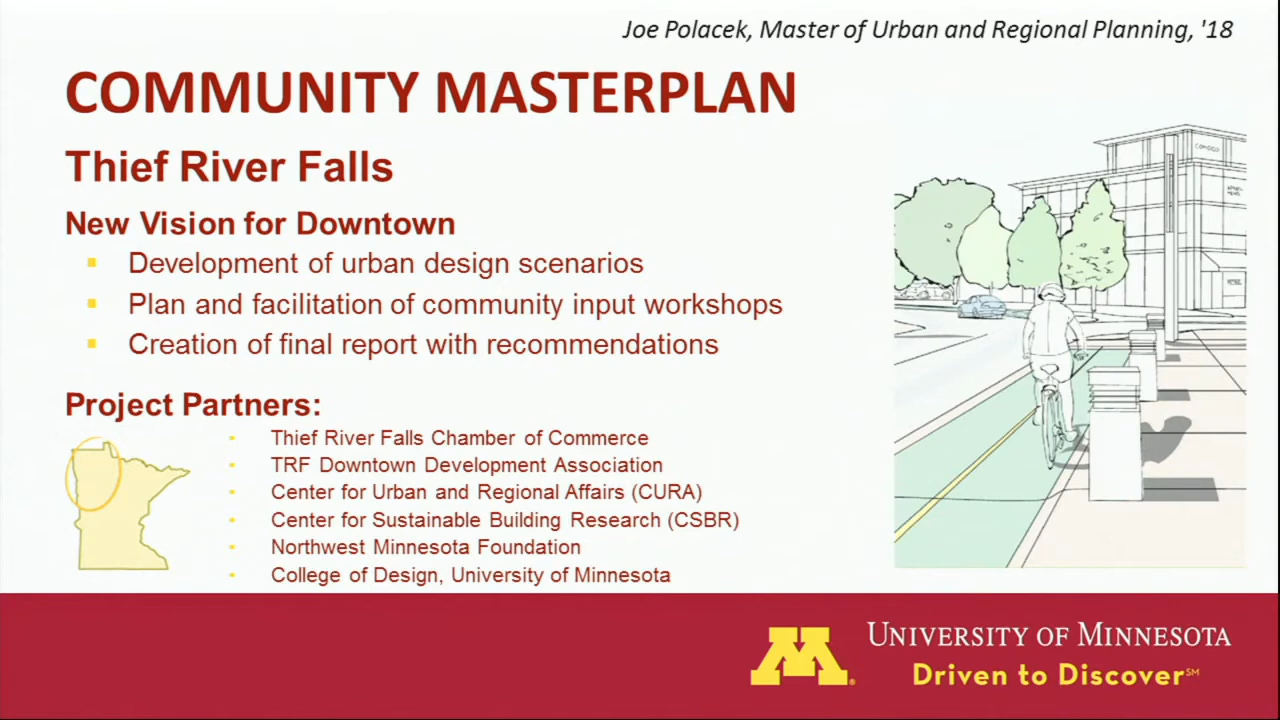 Joe Polacek, Master of Urban and Regional Planning, '18
COMMUNITY MASTERPLAN
Thief River Falls
New Vision for Downtown
Development of urban design scenarios
Plan and facilitation of community input workshops
Creation of final report with recommendations
Project Partners:
Thief River Falls Chamber of Commerce
TRF Downtown Development Association
Center for Urban and Regional Affairs (CURA)
Center for Sustainable Building Research (CSBR)
Northwest Minnesota Foundation
College of Design, University of Minnesota
M
UNIVERSITY OF MINNESOTA
Driven to Discover℠